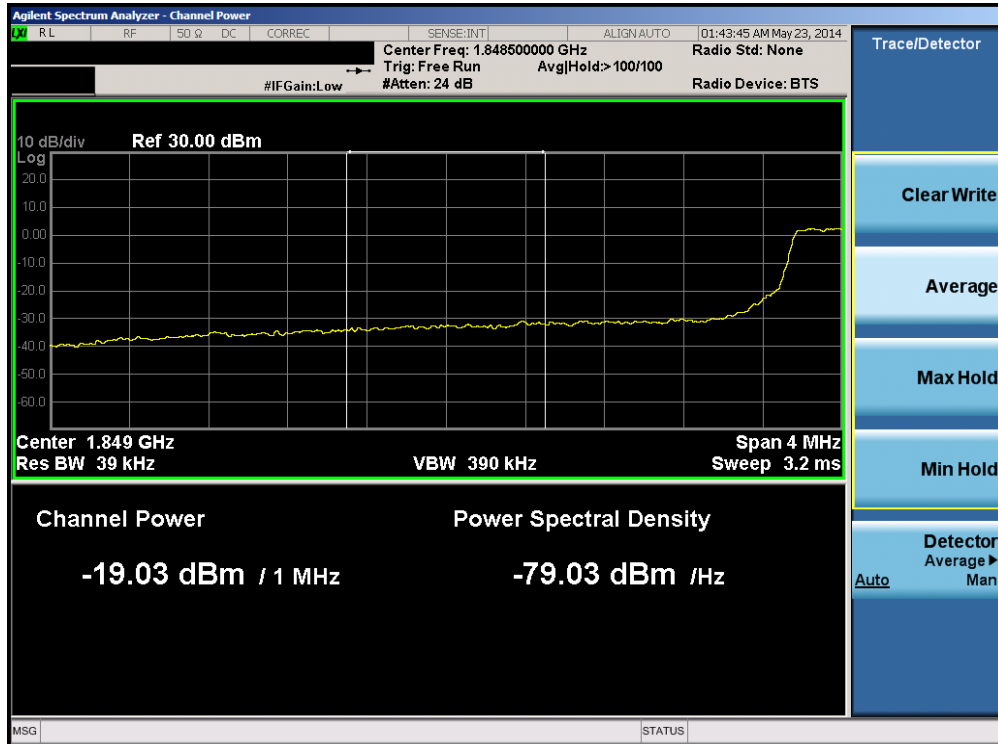 Agilent Spectrum Analyzer - Channel Power
LXI RL RF 50 Ω DC CORREC SENSE:INT ALIGN AUTO 01:43:45 AM May 23, 2014
Center Freq: 1.848500000 GHz Radio Std: None
Trig: Free Run Avg|Hold:>100/100
#IFGain:Low #Atten: 24 dB Radio Device: BTS
10 dB/div Ref 30.00 dBm
Log
20.0
10.0
0.00
-10.0
-20.0
-30.0
-40.0
-50.0
-60.0
Center 1.849 GHz Span 4 MHz
Res BW 39 kHz VBW 390 kHz Sweep 3.2 ms
Channel Power Power Spectral Density
-19.03 dBm / 1 MHz -79.03 dBm /Hz
Trace/Detector
Clear Write
Average
Max Hold
Min Hold
Detector
Average▶
Auto Man
MSG STATUS